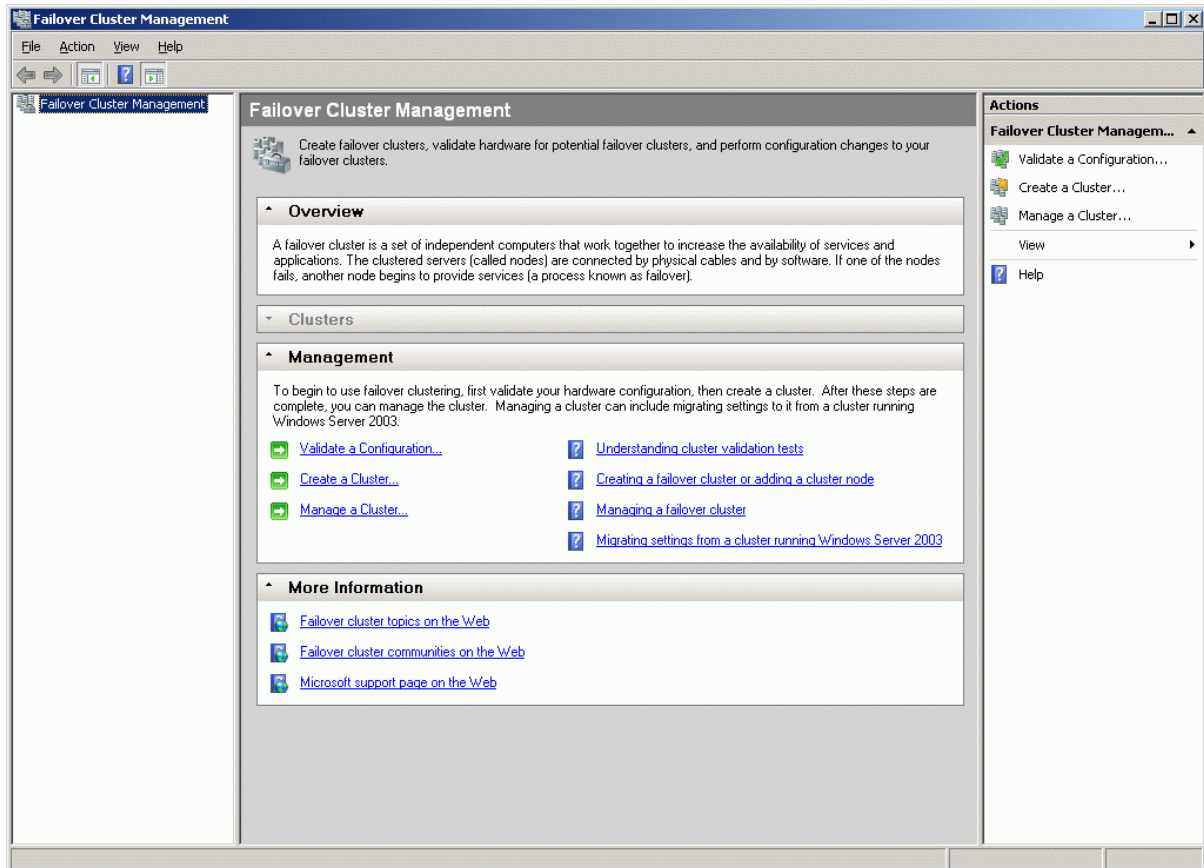 Failover Cluster Management
File Action View Help
Failover Cluster Management
Failover Cluster Management
Create failover clusters, validate hardware for potential failover clusters, and perform configuration changes to your
failover clusters.
Overview
A failover cluster is a set of independent computers that work together to increase the availability of services and
applications. The clustered servers (called nodes) are connected by physical cables and by software. If one of the nodes
fails, another node begins to provide services (a process known as failover).
Clusters
Management
To begin to use failover clustering, first validate your hardware configuration, then create a cluster. After these steps are
complete, you can manage the cluster. Managing a cluster can include migrating settings to it from a cluster running
Windows Server 2003.
Validate a Configuration...
Understanding cluster validation tests
Create a Cluster...
Creating a failover cluster or adding a cluster node
Manage a Cluster...
Managing a failover cluster
Migrating settings from a cluster running Windows Server 2003
More Information
Failover cluster topics on the Web
Failover cluster communities on the Web
Microsoft support page on the Web
Actions
Failover Cluster Managem...
Validate a Configuration...
Create a Cluster...
Manage a Cluster...
View
Help